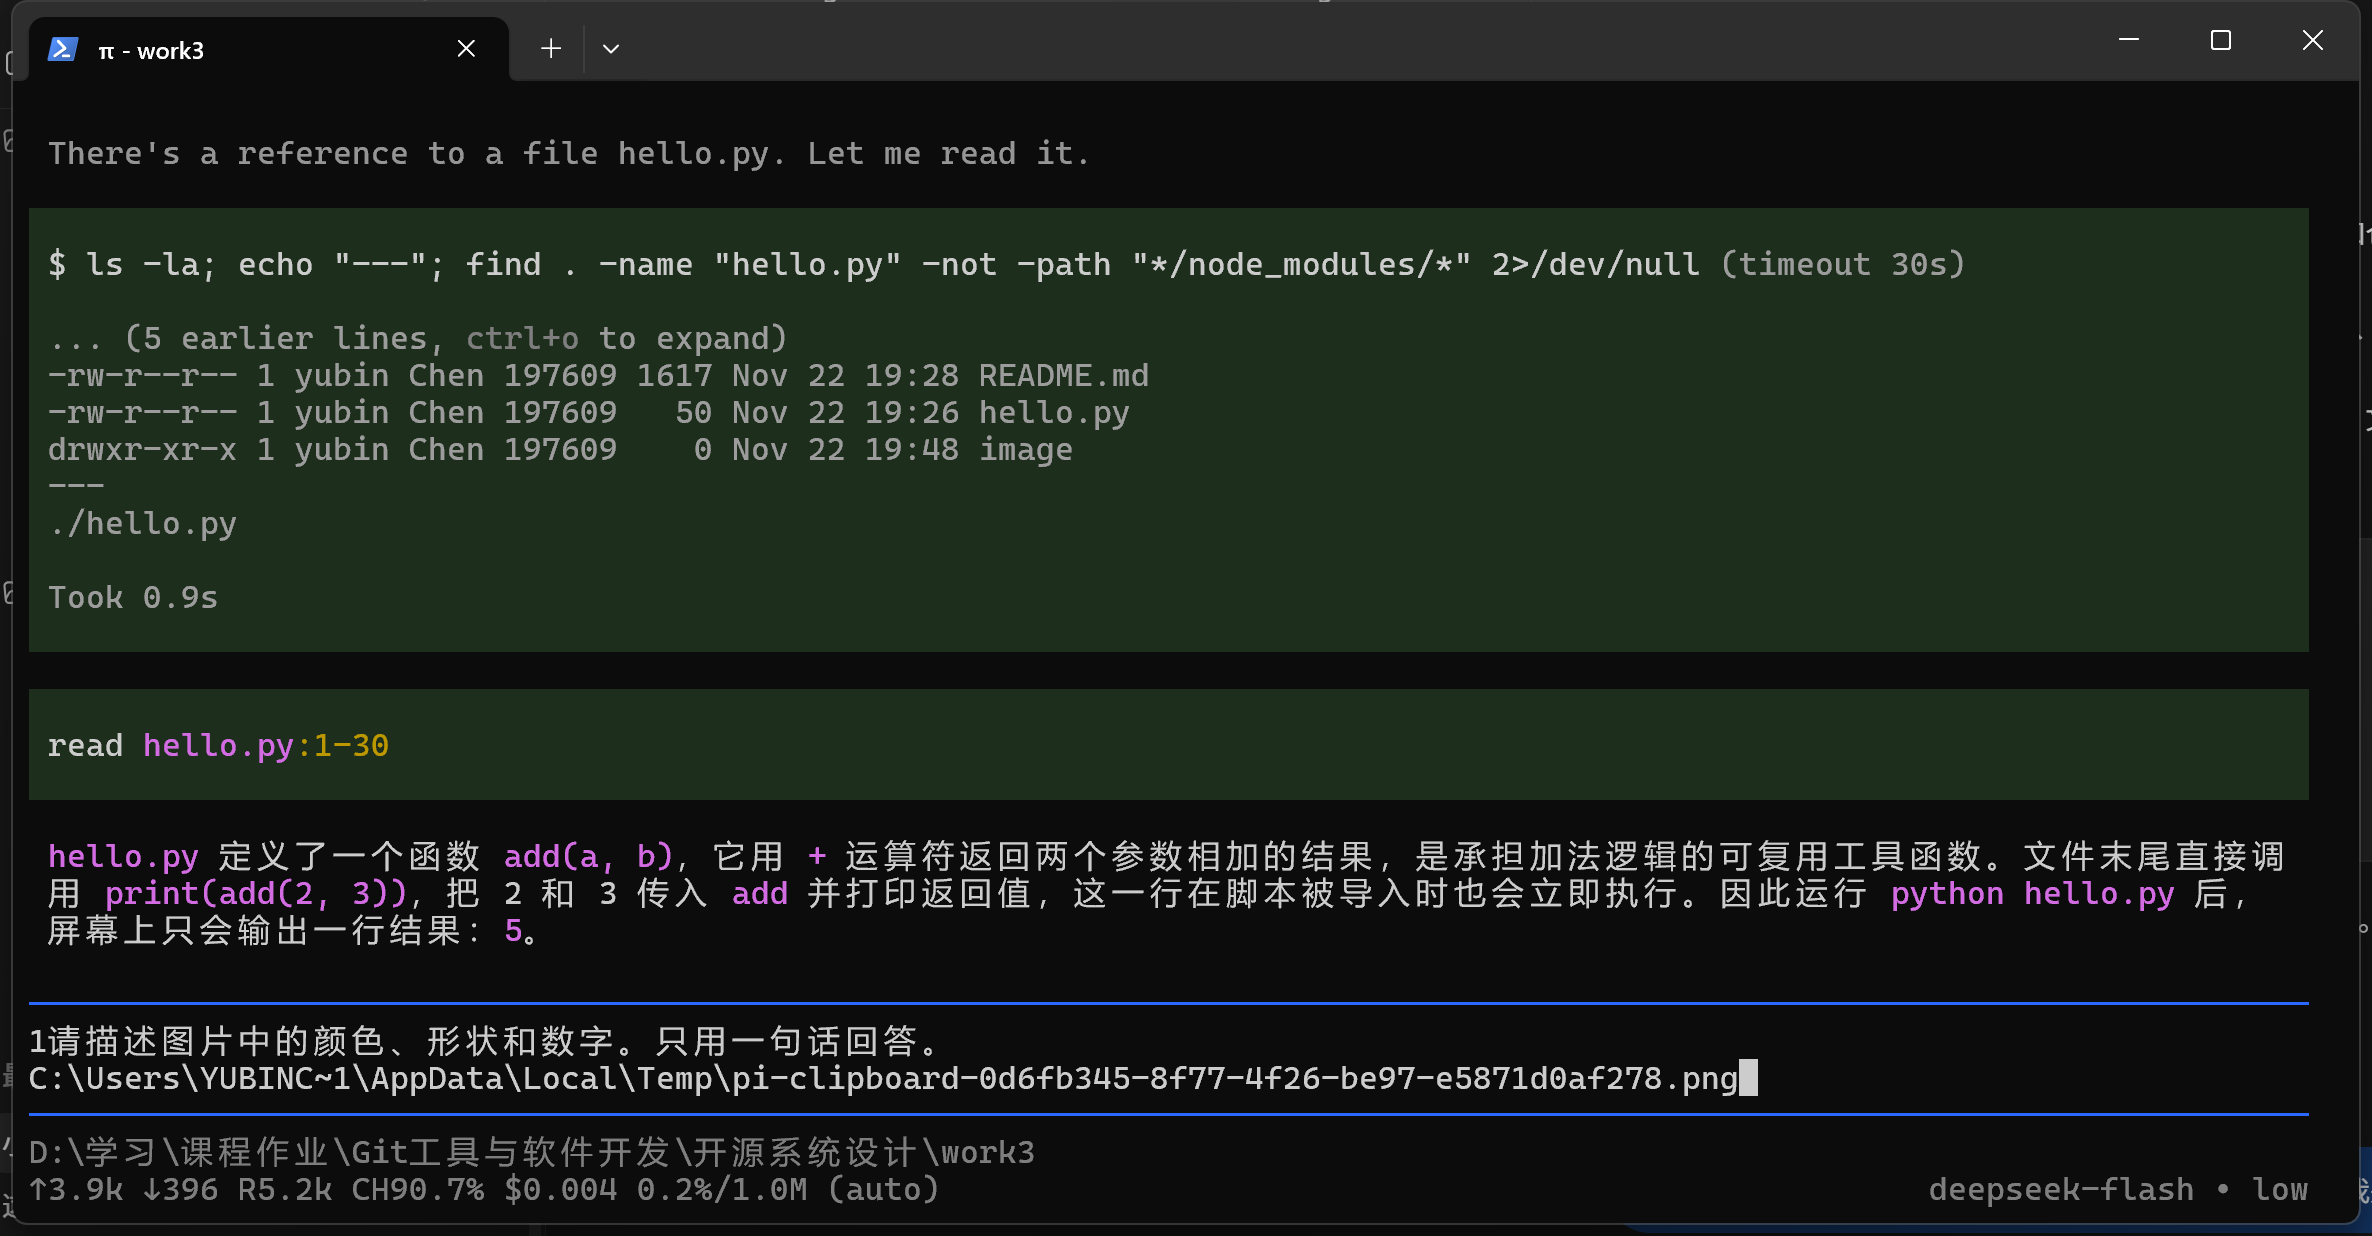 π - work3
There's a reference to a file hello.py. Let me read it.
$ ls -la; echo "---"; find . -name "hello.py" -not -path "*/node_modules/*" 2>/dev/null (timeout 30s)
... (5 earlier lines, ctrl+o to expand)
-rw-r--r-- 1 yubin Chen 197609 1617 Nov 22 19:28 README.md
-rw-r--r-- 1 yubin Chen 197609   50 Nov 22 19:26 hello.py
drwxr-xr-x 1 yubin Chen 197609    0 Nov 22 19:48 image
---
./hello.py
Took 0.9s
read hello.py:1-30
hello.py 定义了一个函数 add(a, b)，它用 + 运算符返回两个参数相加的结果，是承担加法逻辑的可复用工具函数。文件末尾直接调
用 print(add(2, 3))，把 2 和 3 传入 add 并打印返回值，这一行在脚本被导入时也会立即执行。因此运行 python hello.py 后，
屏幕上只会输出一行结果：5。
1请描述图片中的颜色、形状和数字。只用一句话回答。
C:\Users\YUBINC~1\AppData\Local\Temp\pi-clipboard-0d6fb345-8f77-4f26-be97-e5871d0af278.png
D:\学习\课程作业\Git工具与软件开发\开源系统设计\work3
↑3.9k ↓396 R5.2k CH90.7% $0.004 0.2%/1.0M (auto)
deepseek-flash • low